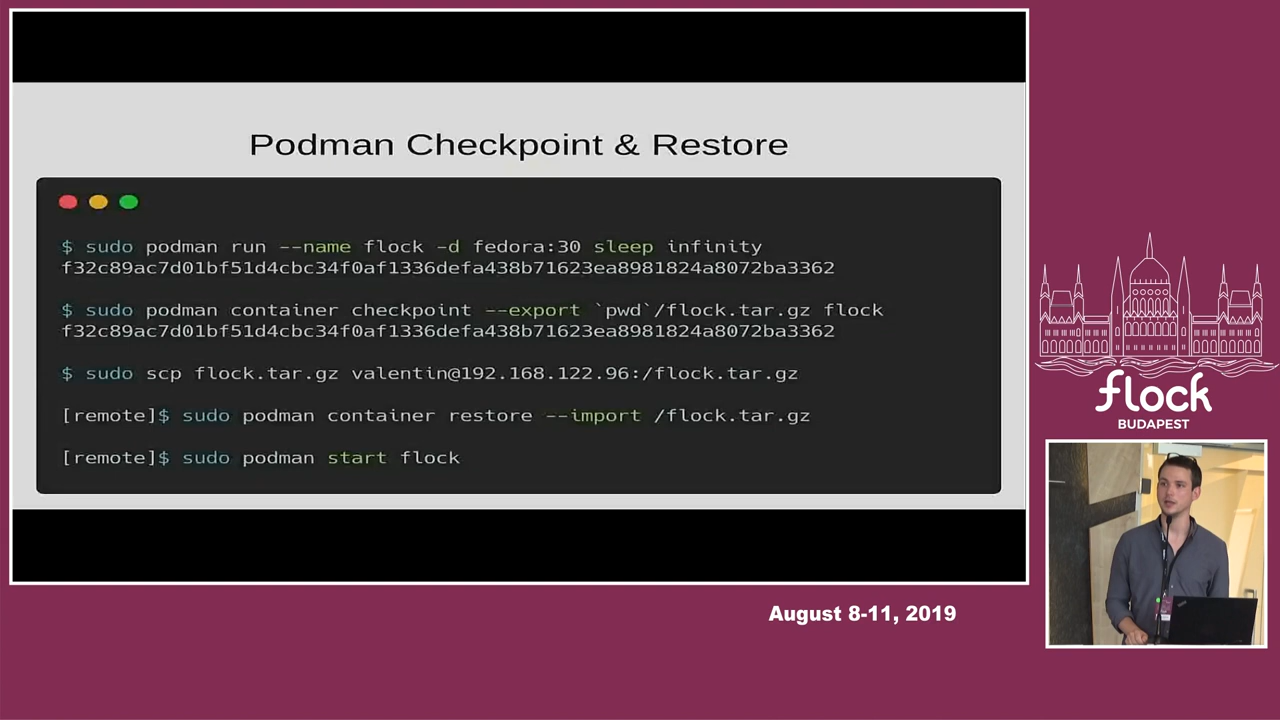 Podman Checkpoint & Restore
$ sudo podman run --name flock -d fedora:30 sleep infinity
f32c89ac7d01bf51d4cbc34f0af1336defa438b71623ea8981824a8072ba3362
$ sudo podman container checkpoint --export `pwd`/flock.tar.gz flock
f32c89ac7d01bf51d4cbc34f0af1336defa438b71623ea8981824a8072ba3362
$ sudo scp flock.tar.gz valentin@192.168.122.96:/flock.tar.gz
[remote]$ sudo podman container restore --import /flock.tar.gz
[remote]$ sudo podman start flock
flock
BUDAPEST
August 8-11, 2019